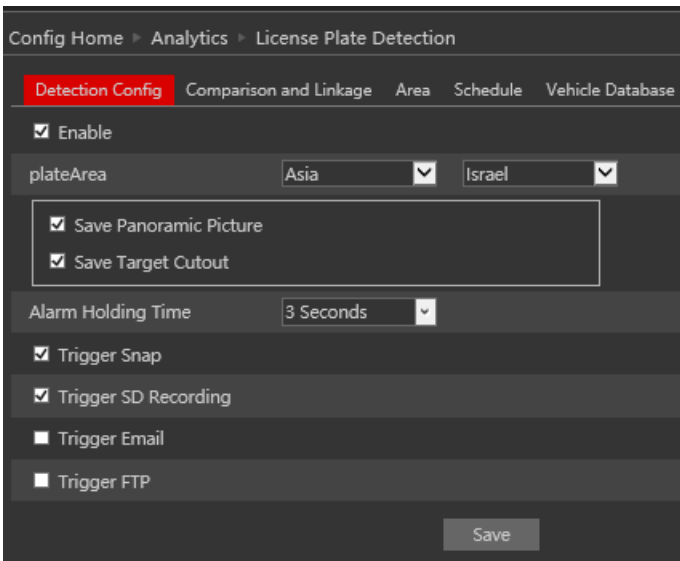 Config Home ▸ Analytics ▸ License Plate Detection
Detection Config Comparison and Linkage Area Schedule Vehicle Database
Enable
plateArea Asia Israel
Save Panoramic Picture
Save Target Cutout
Alarm Holding Time 3 Seconds
Trigger Snap
Trigger SD Recording
Trigger Email
Trigger FTP
Save